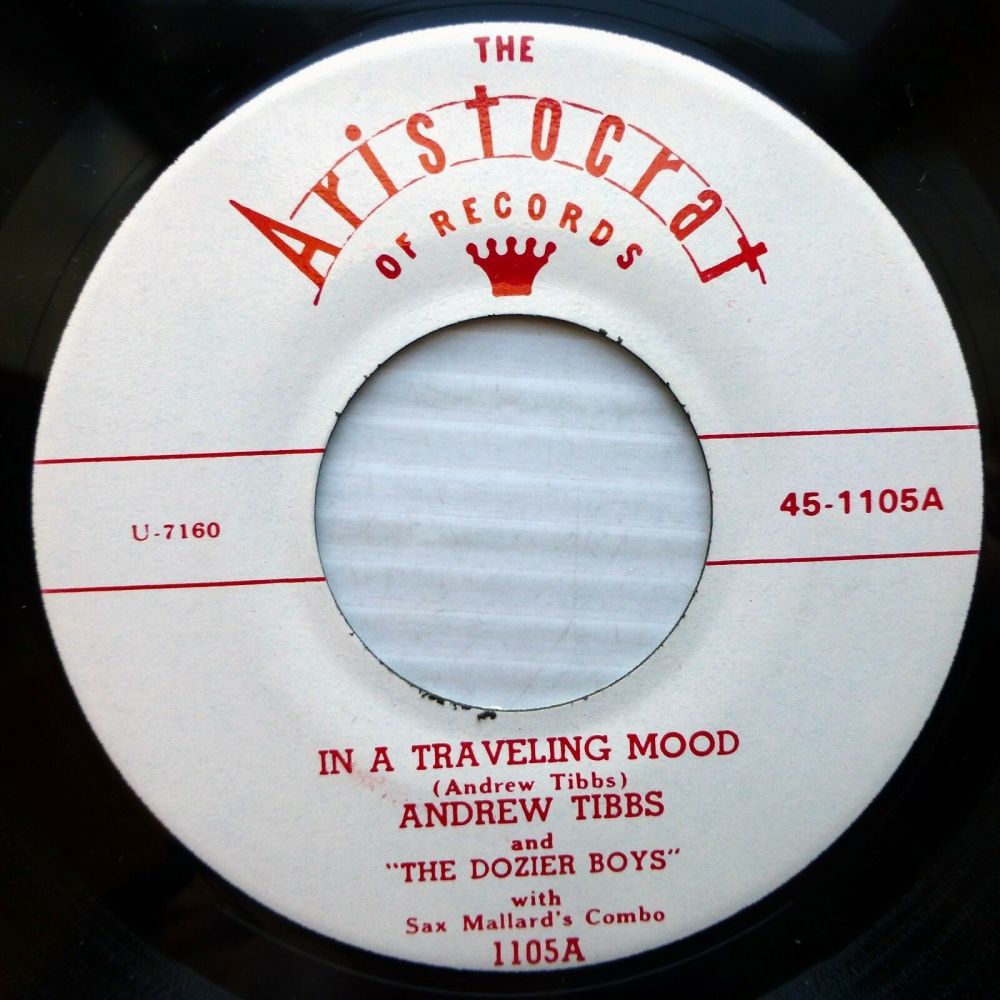 THE
Aristocrat
OF RECORDS
U-7160
45-1105A
IN A TRAVELING MOOD
(Andrew Tibbs)
ANDREW TIBBS
and
"THE DOZIER BOYS"
with
Sax Mallard's Combo
1105A